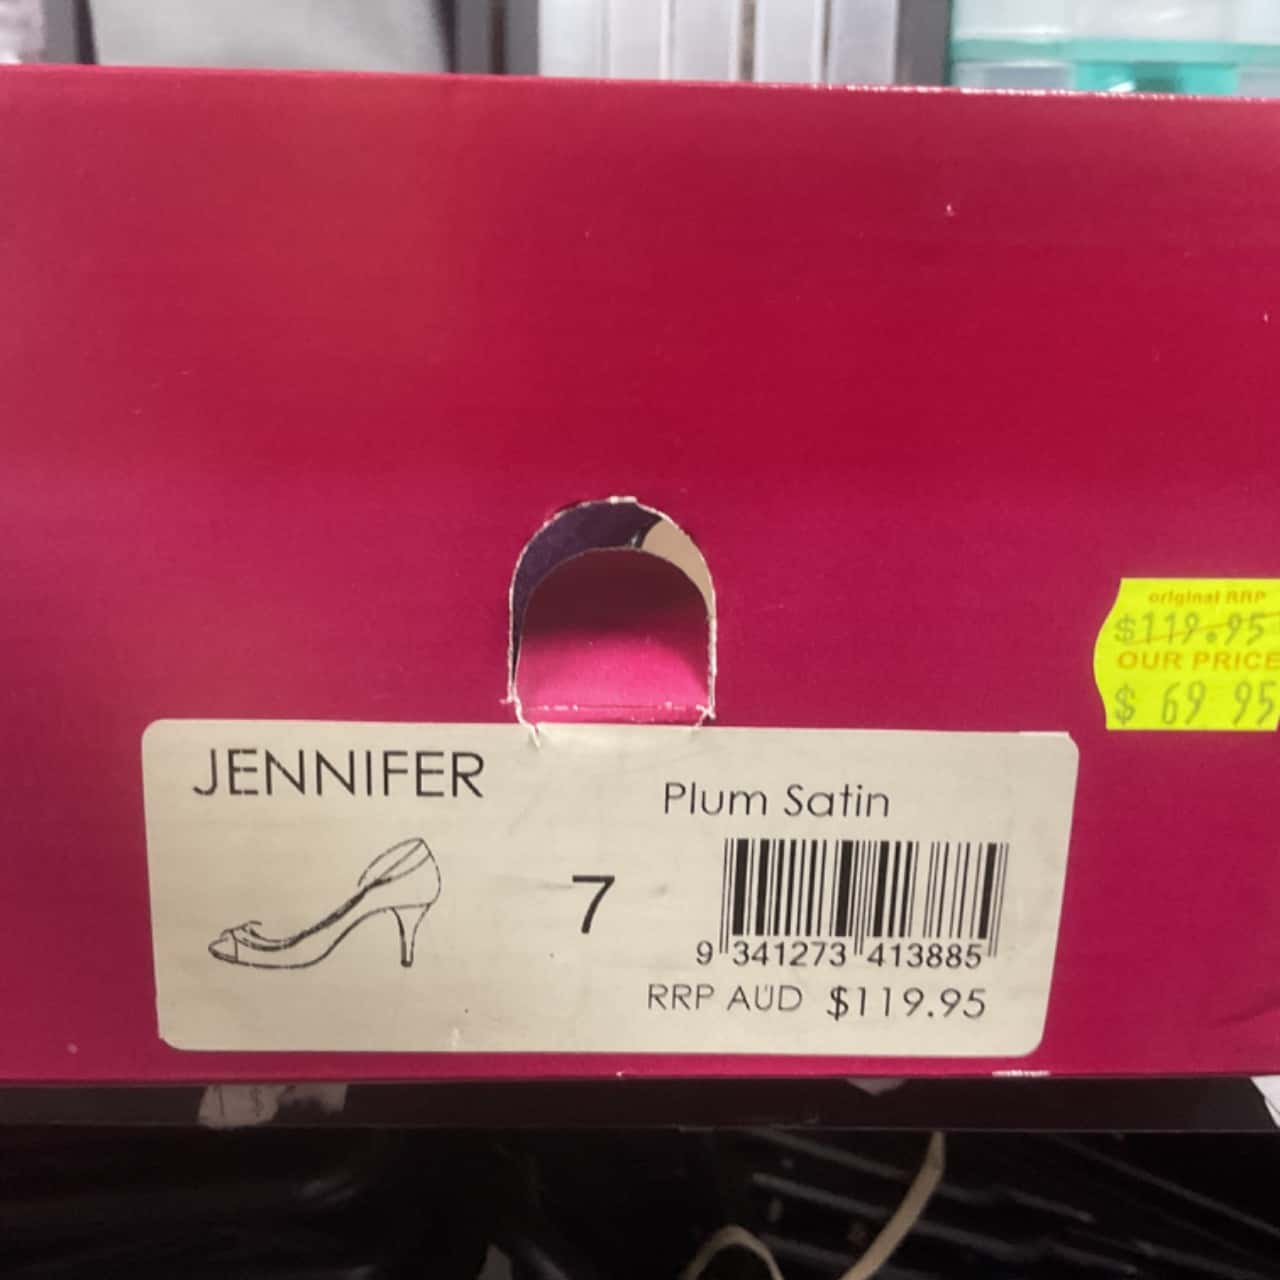 original RRP
$119.95
OUR PRICE
$ 69 95
JENNIFER
Plum Satin
7
9 341273 413885
RRP AUD $119.95